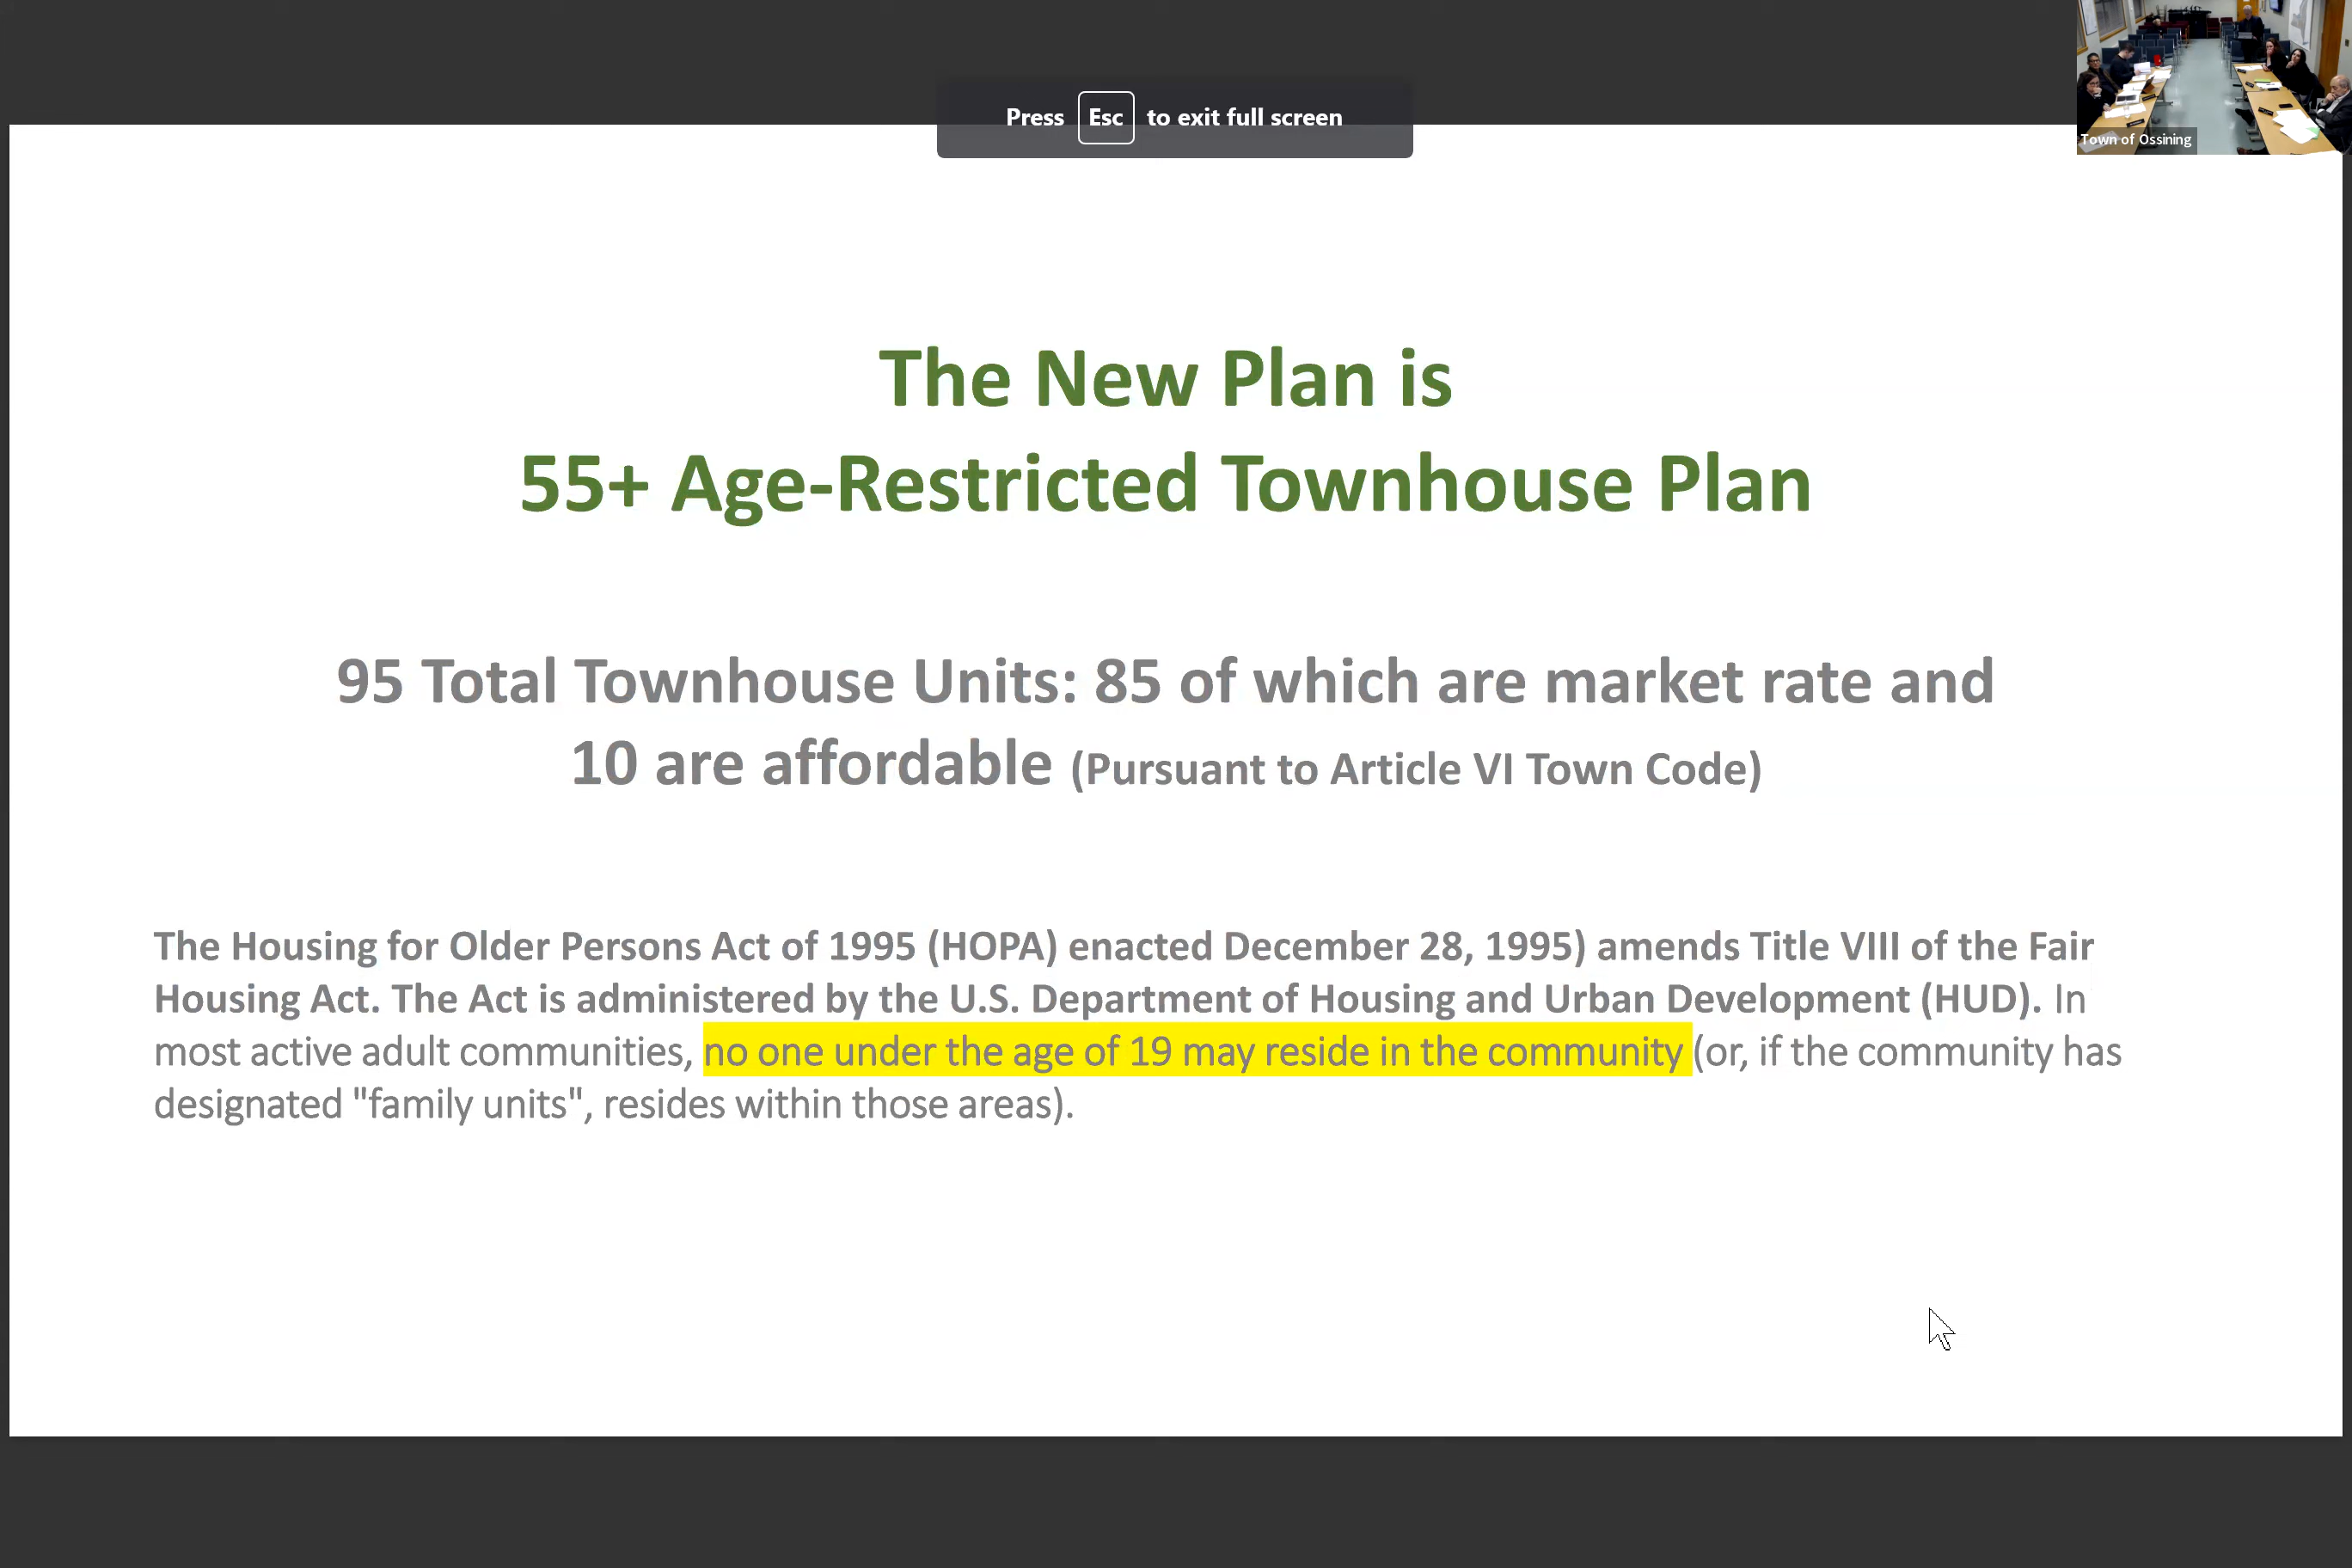 Press Esc to exit full screen
Town of Ossining
The New Plan is
55+ Age-Restricted Townhouse Plan
95 Total Townhouse Units: 85 of which are market rate and
10 are affordable (Pursuant to Article VI Town Code)
The Housing for Older Persons Act of 1995 (HOPA) enacted December 28, 1995) amends Title VIII of the Fair
Housing Act. The Act is administered by the U.S. Department of Housing and Urban Development (HUD). In
most active adult communities, no one under the age of 19 may reside in the community (or, if the community has
designated "family units", resides within those areas).